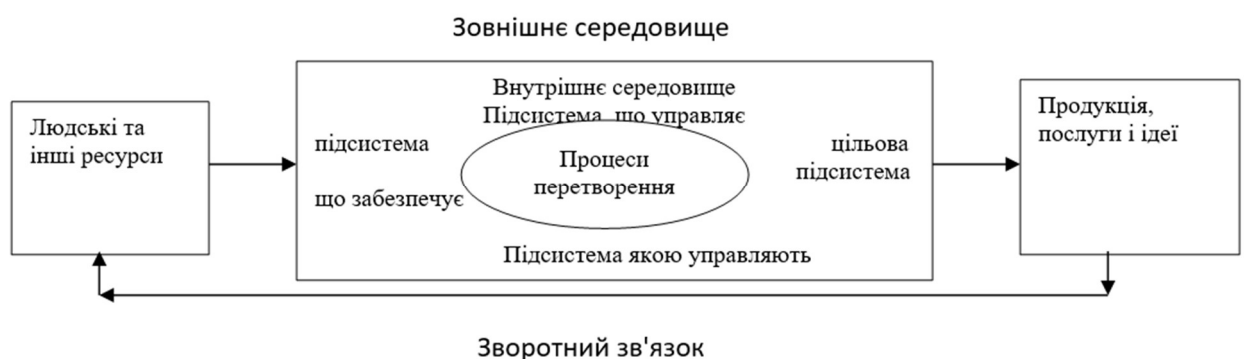 Зовнішнє середовище
Людські та
інші ресурси
Внутрішнє середовище
Підсистема, що управляє
підсистема
що забезпечує
Процеси
перетворення
цільова
підсистема
Підсистема якою управляють
Продукція,
послуги і ідеї
Зворотний зв'язок